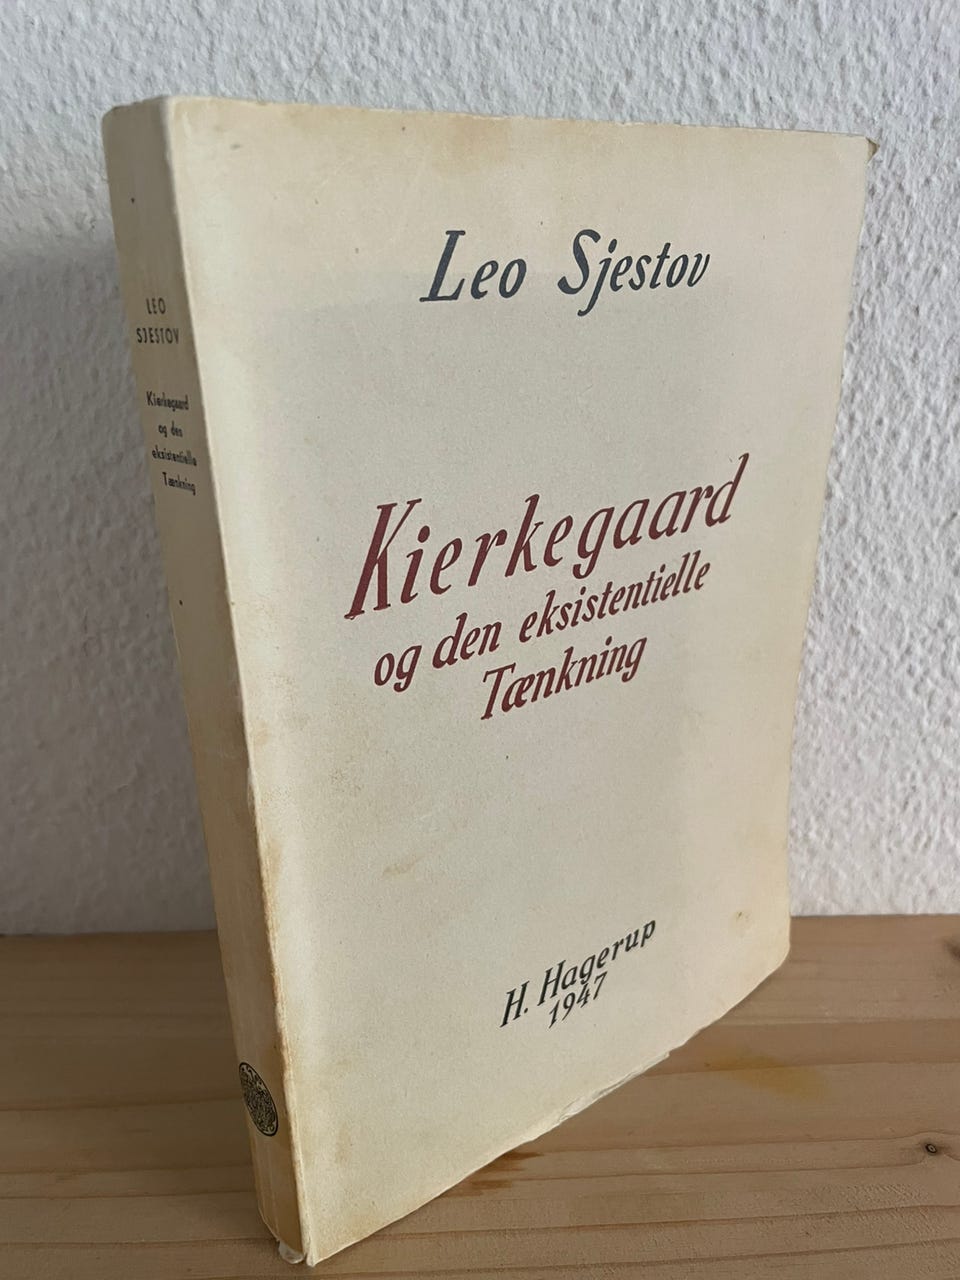 LEO
SJESTOV
Kierkegaard
og den
eksistentielle
Tænkning
Leo Sjestov
Kierkegaard
og den eksistentielle
Tænkning
H. Hagerup
1947